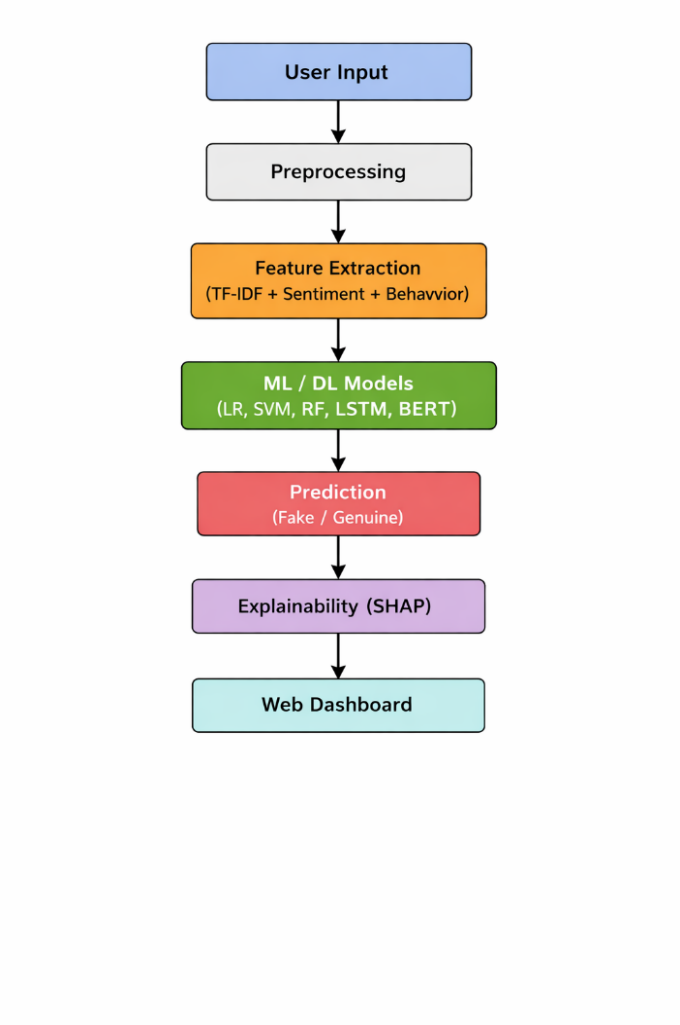 User Input
Preprocessing
Feature Extraction
(TF-IDF + Sentiment + Behavvior)
ML / DL Models
(LR, SVM, RF, LSTM, BERT)
Prediction
(Fake / Genuine)
Explainability (SHAP)
Web Dashboard